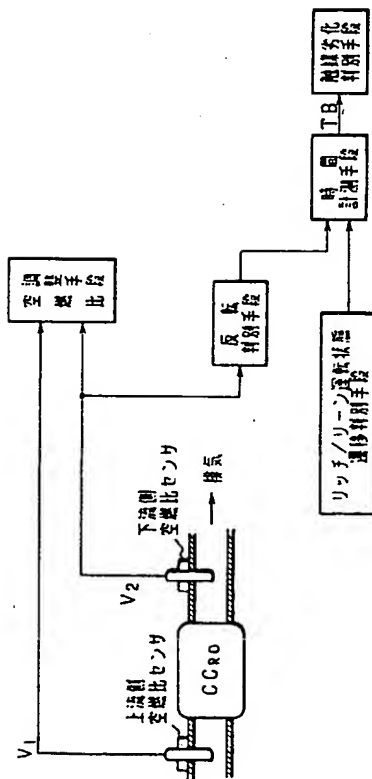 V1
上流側
空燃比センサ
CCRO
V2
下流側
空燃比センサ
排気
空燃比
調整手段
反転
判別手段
リッチ/リーン運転状態
遷移判別手段
時間
計測手段
TB
触媒劣化
判別手段